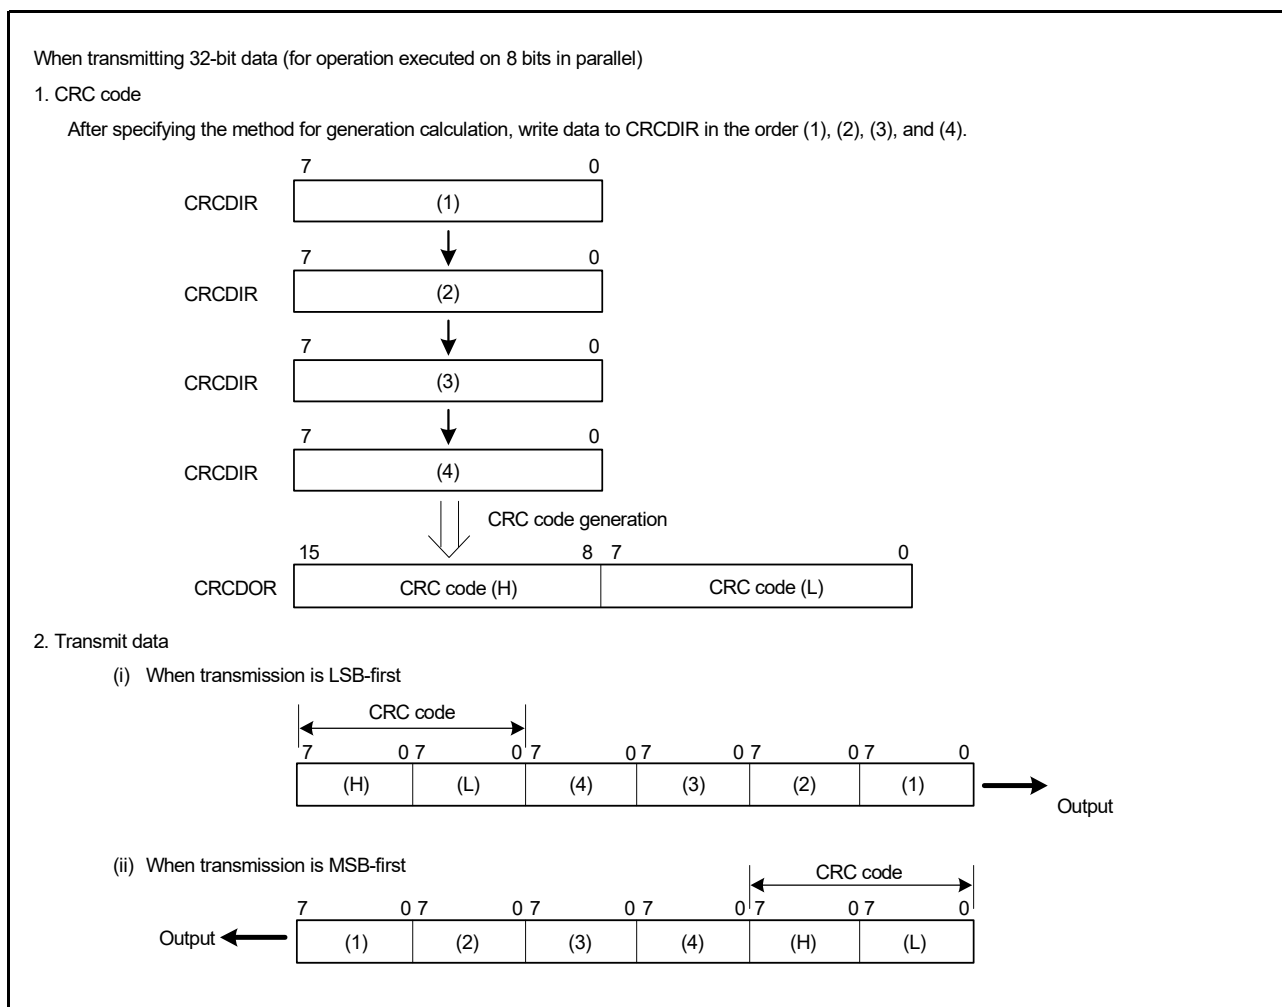 When transmitting 32-bit data (for operation executed on 8 bits in parallel)
1. CRC code
After specifying the method for generation calculation, write data to CRCDIR in the order (1), (2), (3), and (4).
7 0
CRCDIR (1)
7 0
CRCDIR (2)
7 0
CRCDIR (3)
7 0
CRCDIR (4)
CRC code generation
15 8 7 0
CRCDOR CRC code (H) CRC code (L)
2. Transmit data
(i) When transmission is LSB-first
CRC code
7 0 7 0 7 0 7 0 7 0 7 0
(H) (L) (4) (3) (2) (1)
Output
(ii) When transmission is MSB-first
CRC code
7 0 7 0 7 0 7 0 7 0 7 0
Output (1) (2) (3) (4) (H) (L)